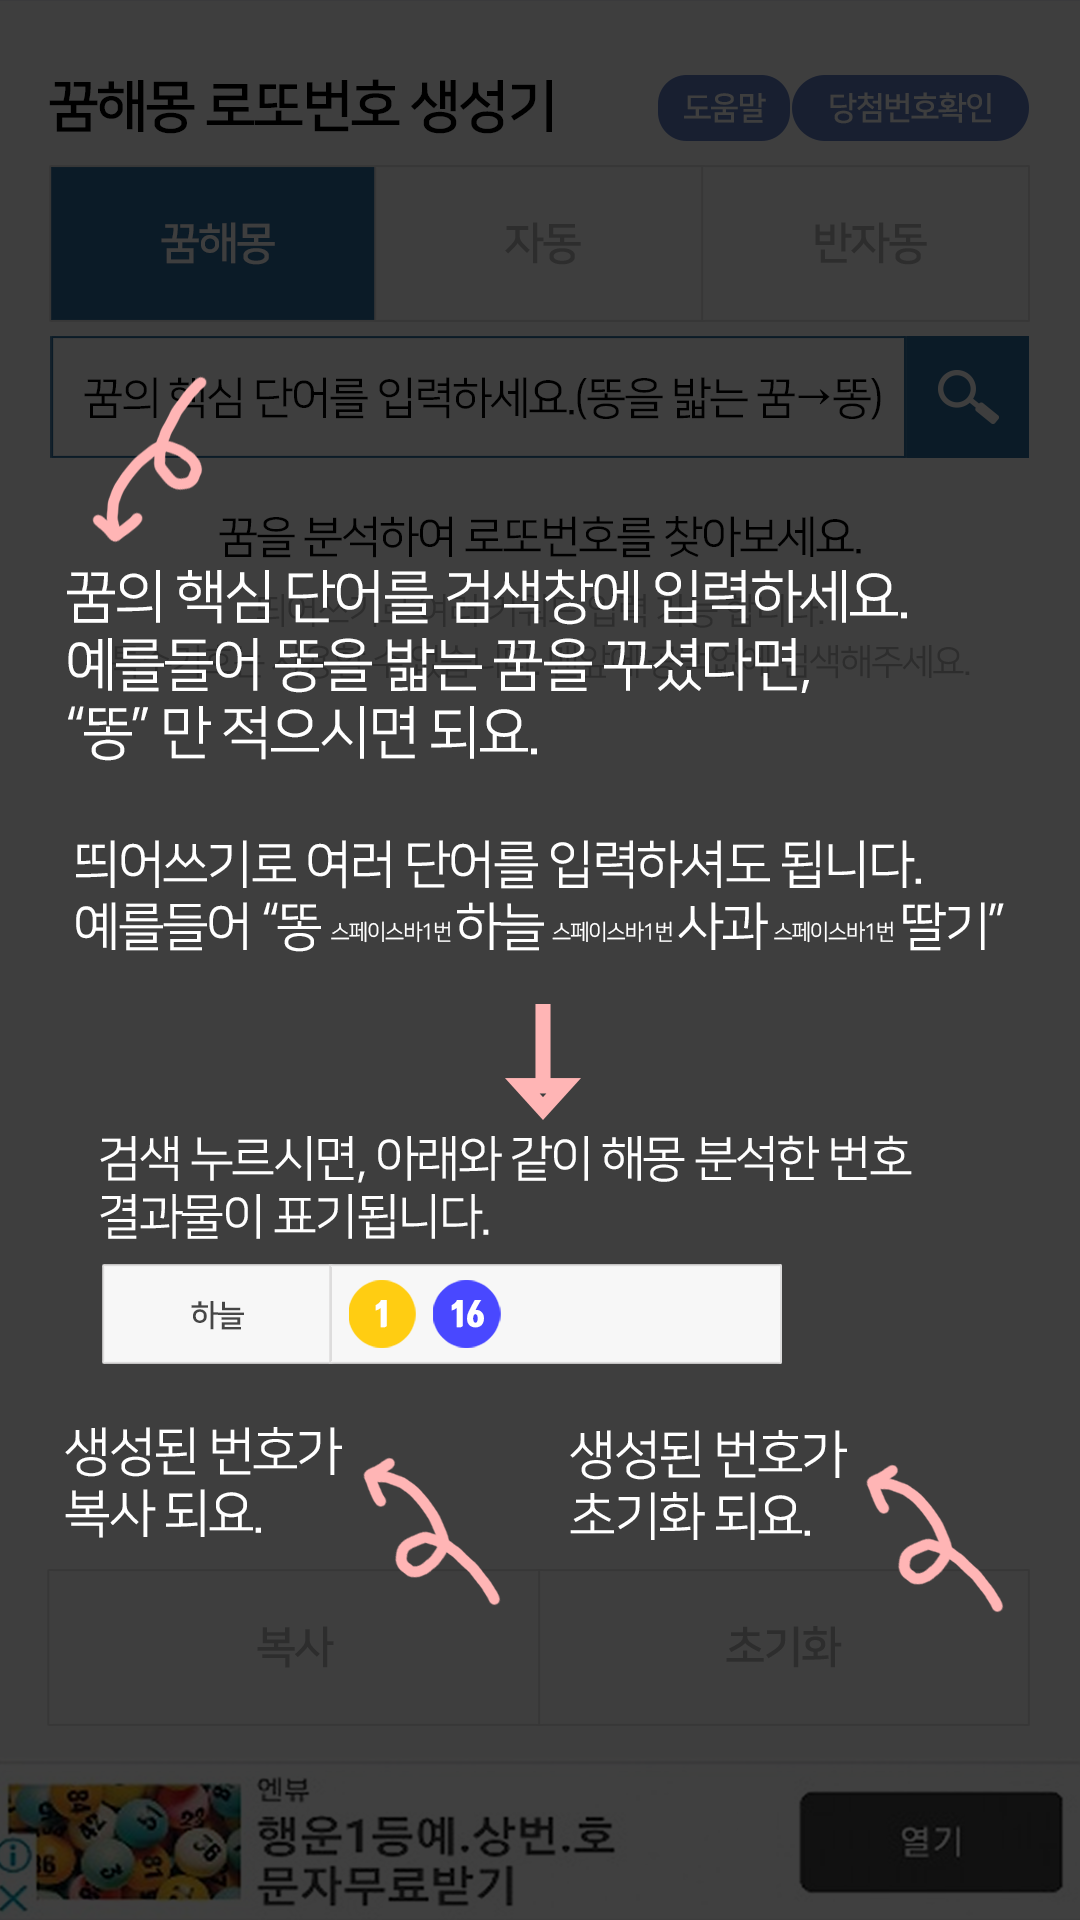 꿈해몽 로또번호 생성기
도움말
당첨번호확인
꿈해몽
자동
반자동
꿈의 핵심 단어를 입력하세요.(똥을 밟는 꿈→똥)
꿈을 분석하여 로또번호를 찾아보세요.
꿈의 핵심 단어를 검색창에 입력하세요.
예를들어 똥을 밟는 꿈을 꾸셨다면,
“똥” 만 적으시면 되요.
검색해주세요.
띄어쓰기로 여러 단어를 입력하셔도 됩니다.
예를들어 “똥 스페이스바1번 하늘 스페이스바1번 사과 스페이스바1번 딸기”
검색 누르시면, 아래와 같이 해몽 분석한 번호
결과물이 표기됩니다.
하늘 1 16
생성된 번호가
복사 되요.
생성된 번호가
초기화 되요.
복사
초기화
엔뷰
행운1등예.상번.호
문자무료받기
열기